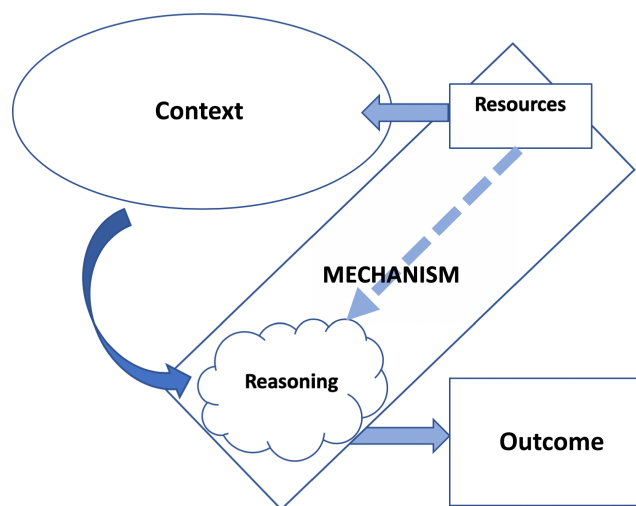 Context
Resources
MECHANISM
Reasoning
Outcome